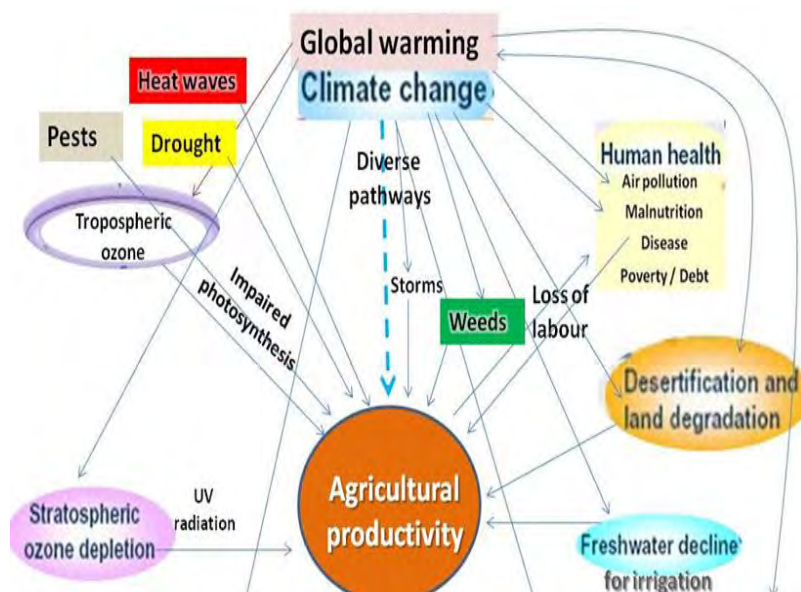 Global warming
Climate change
Heat waves
Pests
Drought
Diverse
pathways
Human health
Air pollution
Malnutrition
Disease
Poverty / Debt
Tropospheric
ozone
Impaired
photosynthesis
Storms
Weeds
Loss of
labour
Desertification and
land degradation
Agricultural
productivity
UV
radiation
Stratospheric
ozone depletion
Freshwater decline
for irrigation